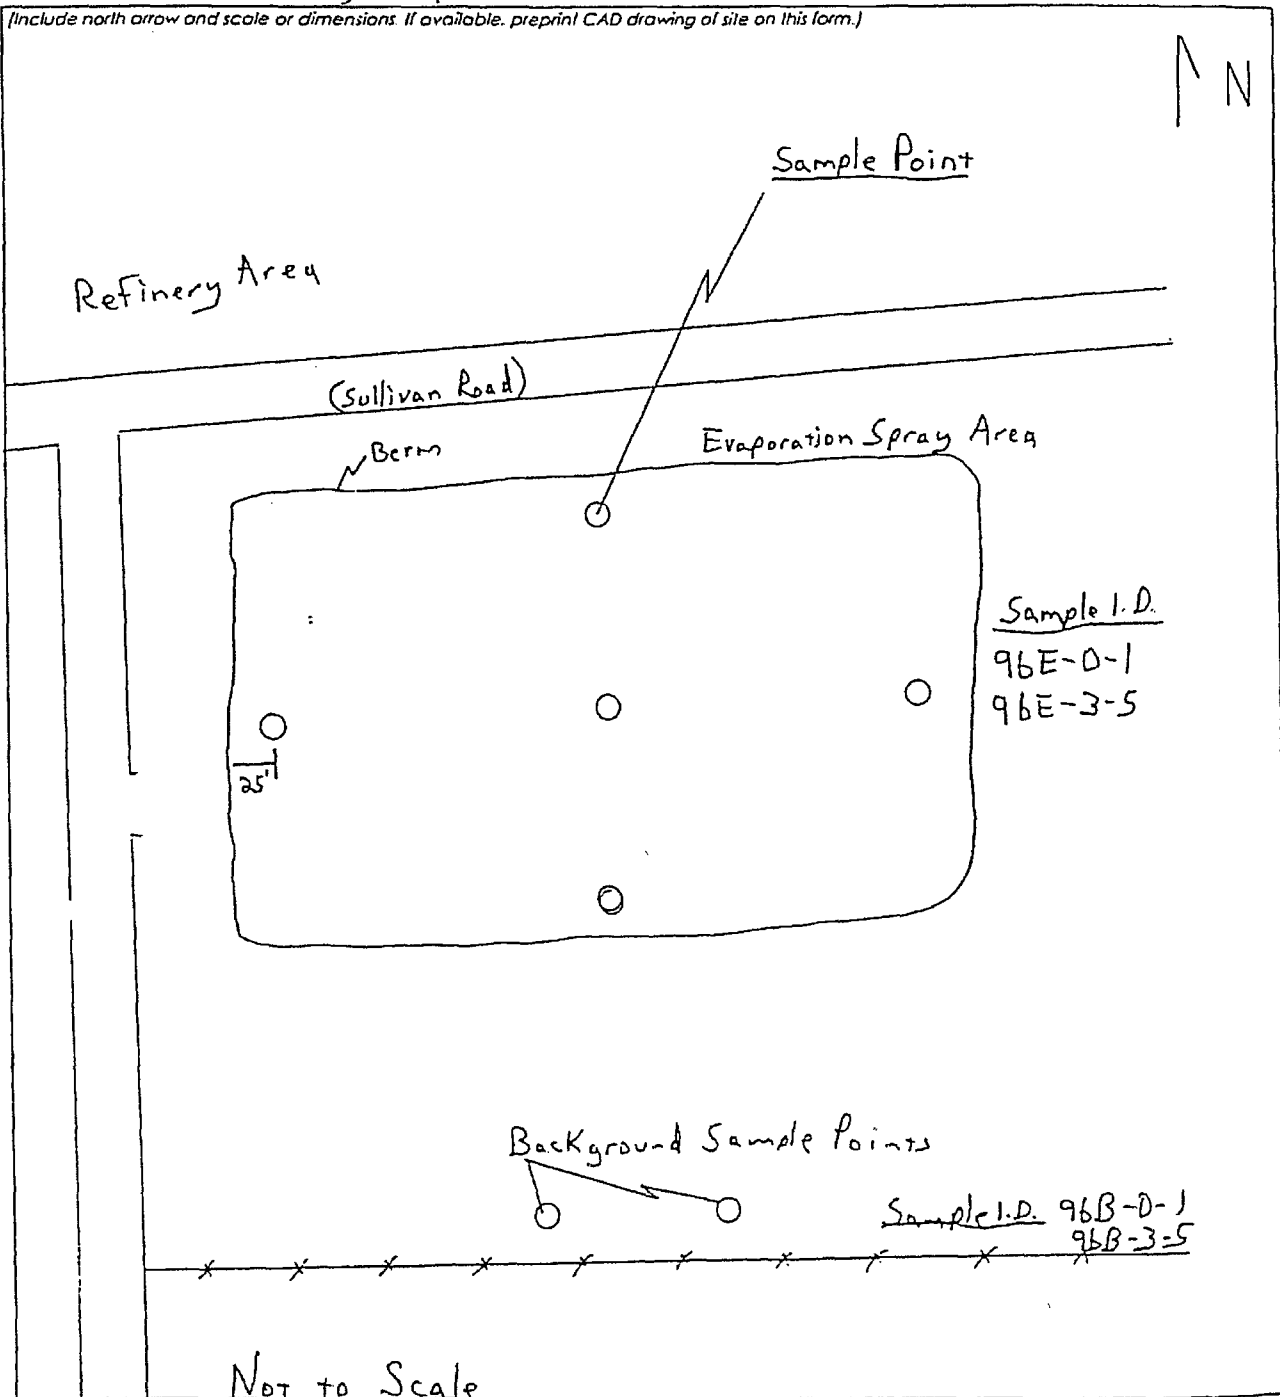 (Include north arrow and scale or dimensions. If available, preprint CAD drawing of site on this form.)
N
Sample Point
Refinery Area
(Sullivan Road)
Berm
Evaporation Spray Area
Sample I.D.
96E-0-1
96E-3-5
25'
Background Sample Points
Sample I.D. 96B-0-1
96B-3-5
Not to Scale